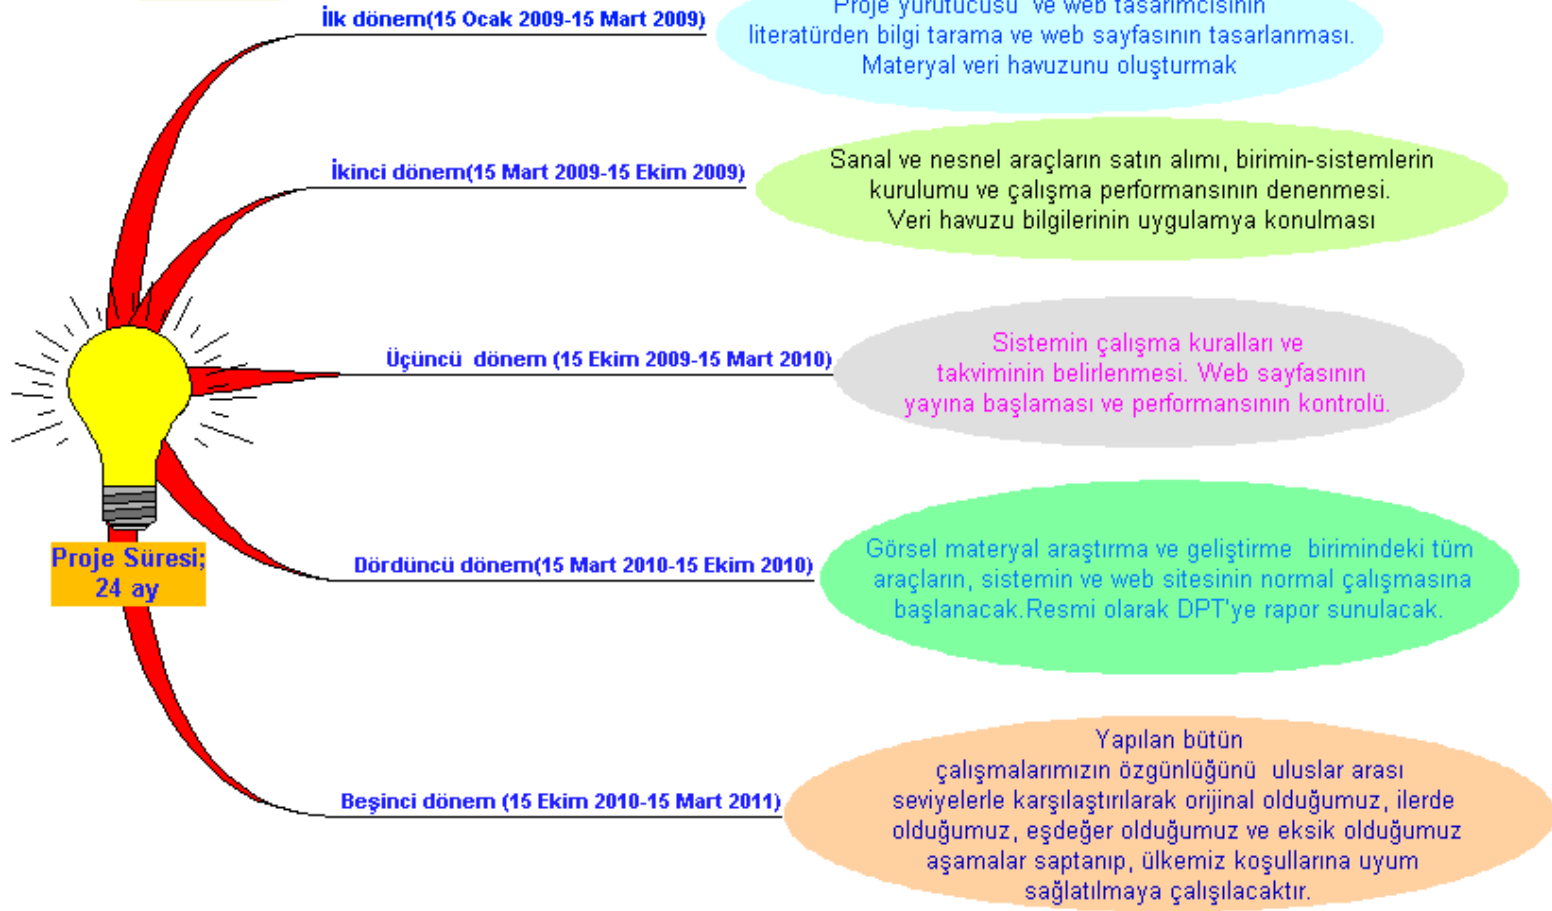 İlk dönem(15 Ocak 2009-15 Mart 2009)
Proje yürütücüsü ve web tasarımcısının
literatürden bilgi tarama ve web sayfasının tasarlanması.
Materyal veri havuzunu oluşturmak
İkinci dönem(15 Mart 2009-15 Ekim 2009)
Sanal ve nesnel araçların satın alımı, birimin-sistemlerin
kurulumu ve çalışma performansının denenmesi.
Veri havuzu bilgilerinin uygulamya konulması
Üçüncü dönem (15 Ekim 2009-15 Mart 2010)
Sistemin çalışma kuralları ve
takviminin belirlenmesi. Web sayfasının
yayına başlaması ve performansının kontrolü.
Proje Süresi;
24 ay
Dördüncü dönem(15 Mart 2010-15 Ekim 2010)
Görsel materyal araştırma ve geliştirme birimindeki tüm
araçların, sistemin ve web sitesinin normal çalışmasına
başlanacak.Resmi olarak DPT'ye rapor sunulacak.
Beşinci dönem (15 Ekim 2010-15 Mart 2011)
Yapılan bütün
çalışmalarımızın özgünlüğünü uluslar arası
seviyelerle karşılaştırılarak orijinal olduğumuz, ilerde
olduğumuz, eşdeğer olduğumuz ve eksik olduğumuz
aşamalar saptanıp, ülkemiz koşullarına uyum
sağlatılmaya çalışılacaktır.